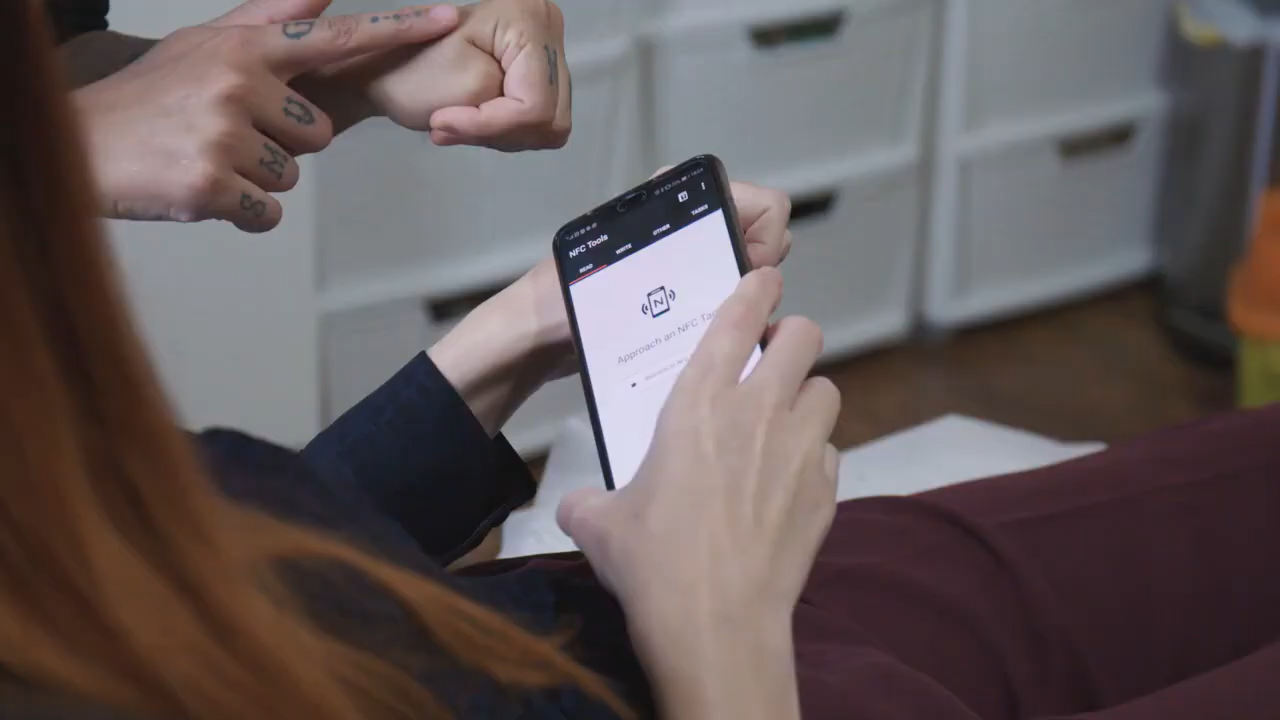 G
U
M
S
NFC Tools
READ
WRITE
OTHER
TASKS
N
Approach an NFC Tag